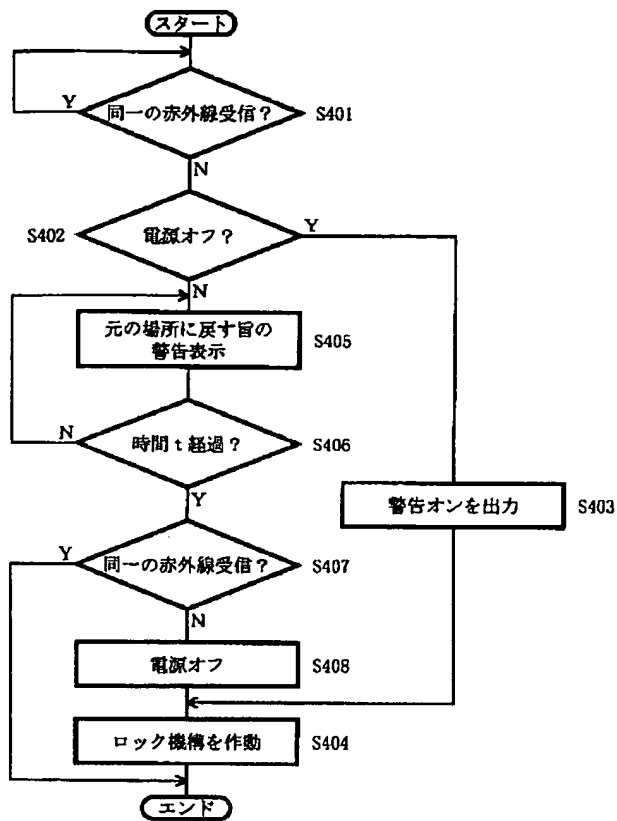 スタート
Y
同一の赤外線受信？
S401
N
S402
電源オフ？
Y
N
元の場所に戻す旨の
警告表示
S405
N
時間ｔ経過？
S406
Y
警告オンを出力
S403
Y
同一の赤外線受信？
S407
N
電源オフ
S408
ロック機構を作動
S404
エンド